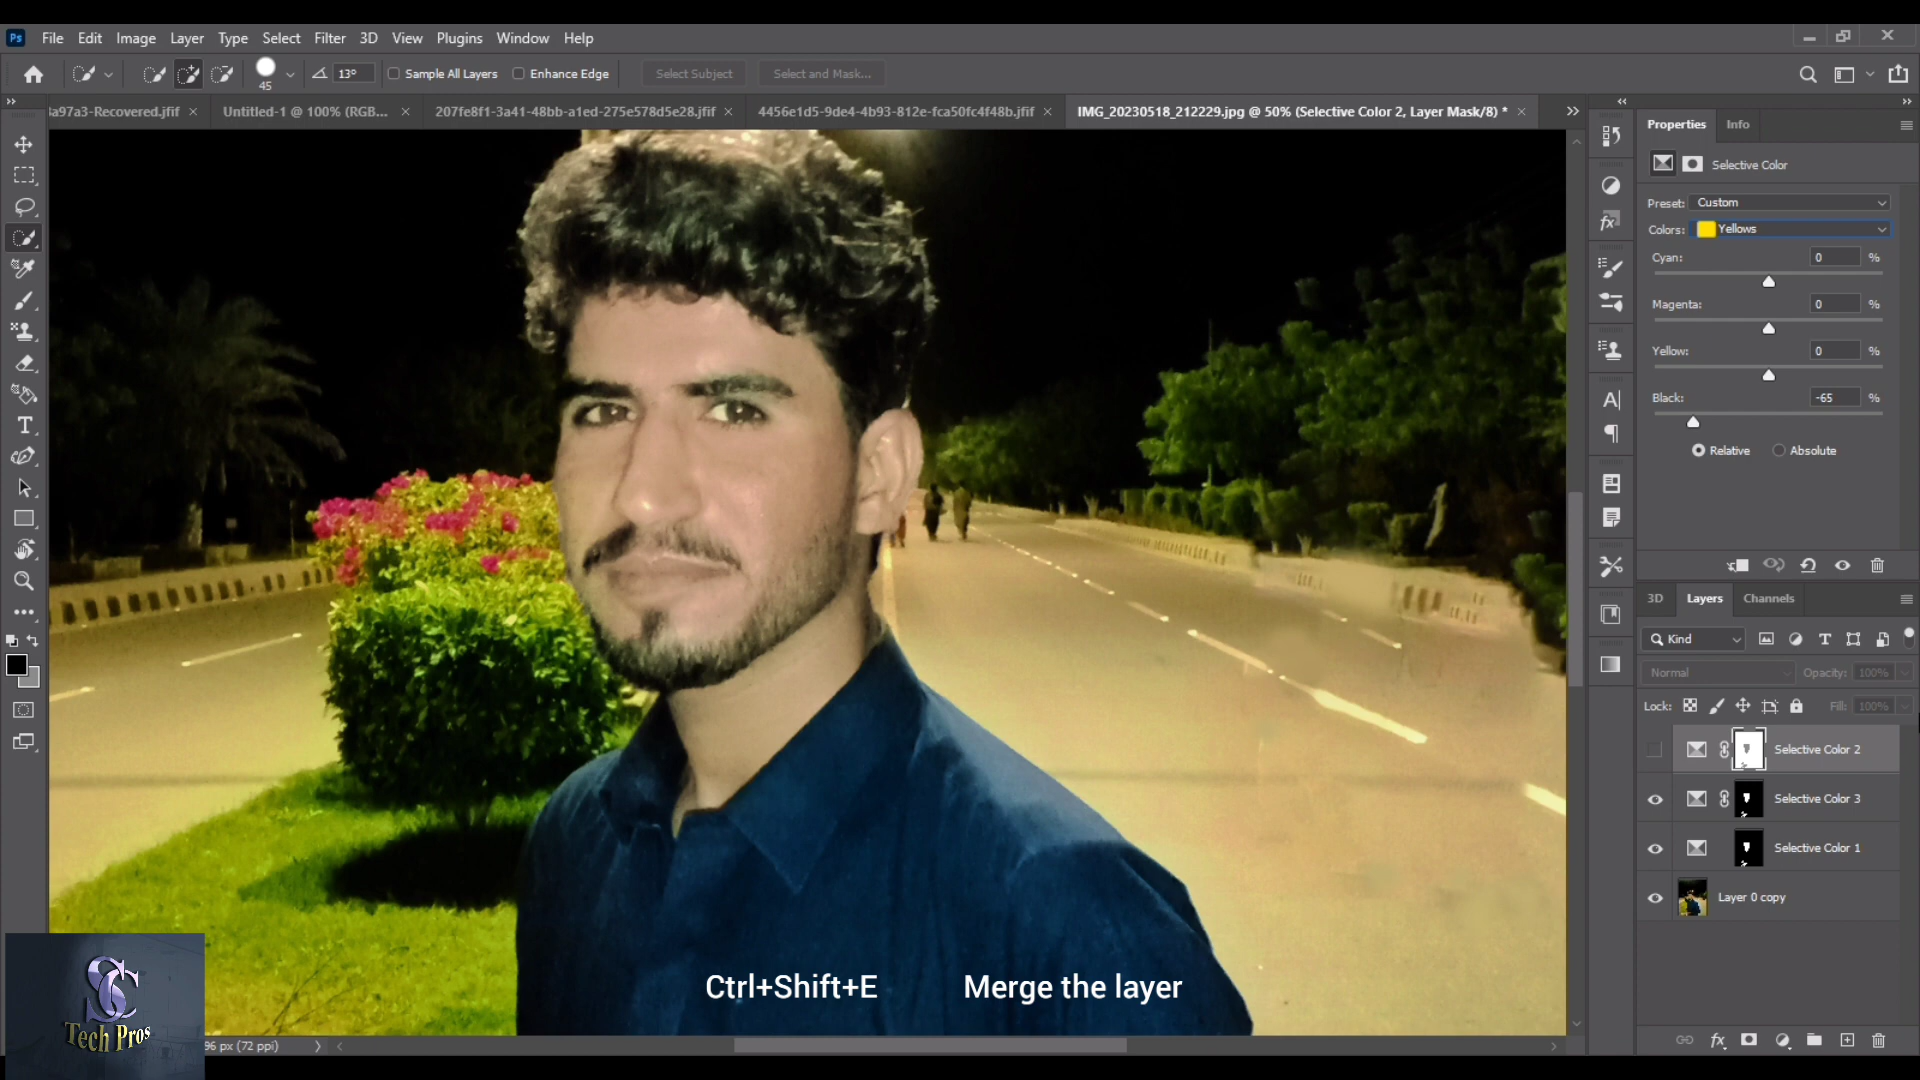 Ps File Edit Image Layer Type Select Filter 3D View Plugins Window Help
45 13° Sample All Layers Enhance Edge Select Subject Select and Mask...
a97a3-Recovered.jfif × Untitled-1 @ 100% (RGB... × 207fe8f1-3a41-48bb-a1ed-275e578d5e28.jfif × 4456e1d5-9de4-4b93-812e-fca50fc4f48b.jfif × IMG_20230518_212229.jpg @ 50% (Selective Color 2, Layer Mask/8) * ×
Properties Info
Selective Color
Preset: Custom
Colors: Yellows
Cyan: 0 %
Magenta: 0 %
Yellow: 0 %
Black: -65 %
Relative Absolute
3D Layers Channels
Kind
Normal Opacity: 100%
Lock: Fill: 100%
Selective Color 2
Selective Color 3
Selective Color 1
Layer 0 copy
Ctrl+Shift+E Merge the layer
SC
Tech Pros
96 px (72 ppi)